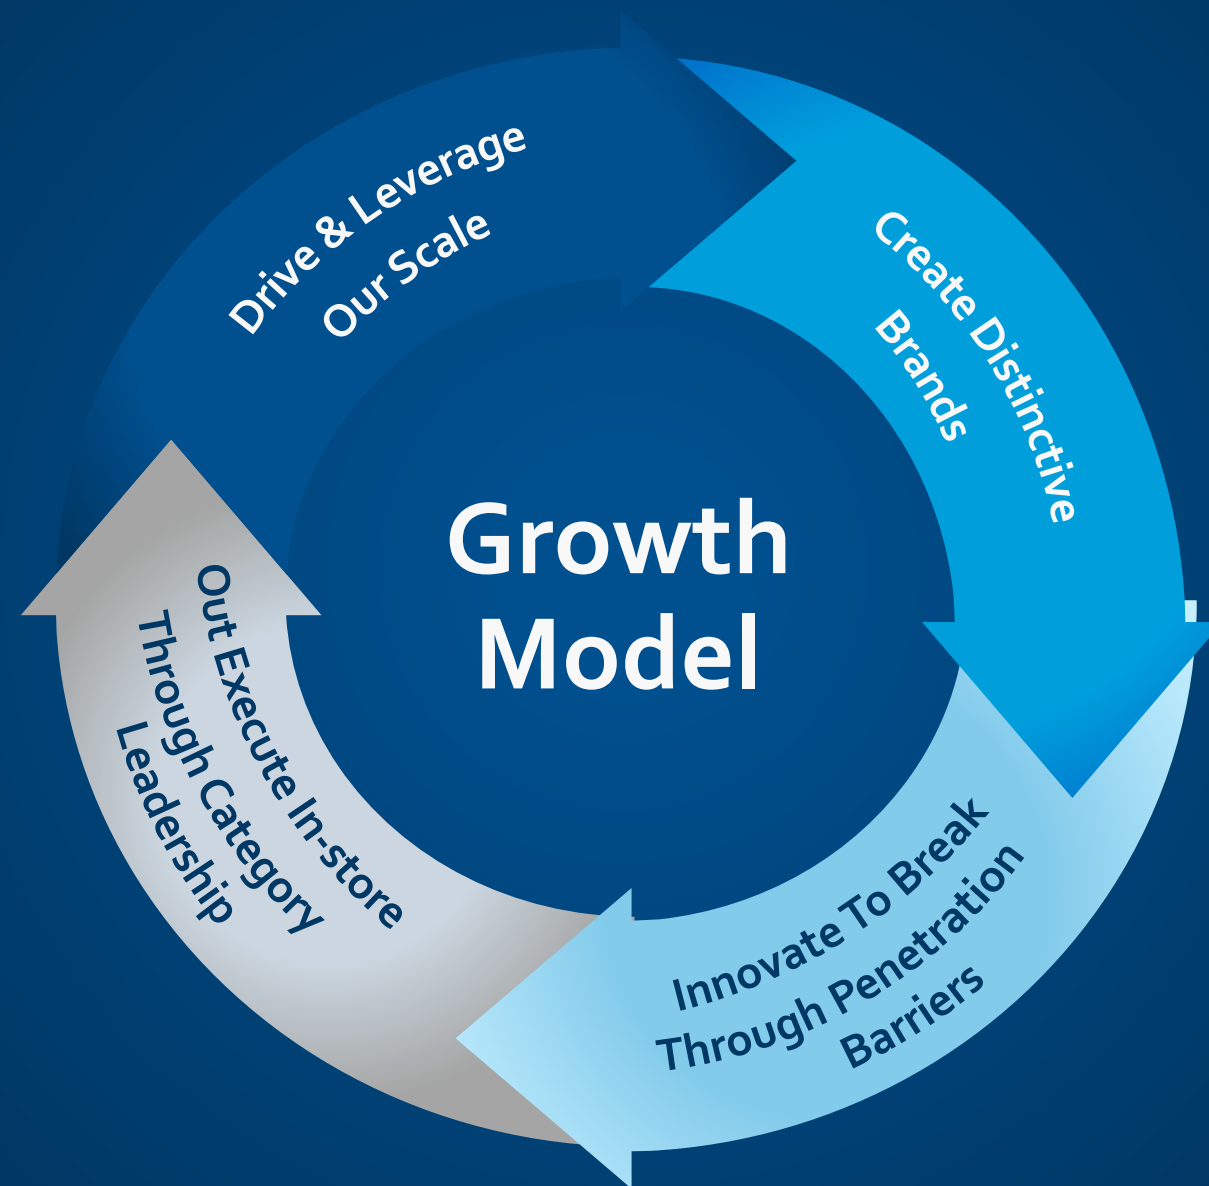 Drive & Leverage
Our Scale
Create Distinctive
Brands
Growth
Model
Innovate To Break
Through Penetration
Barriers
Out Execute In-store
Through Category
Leadership